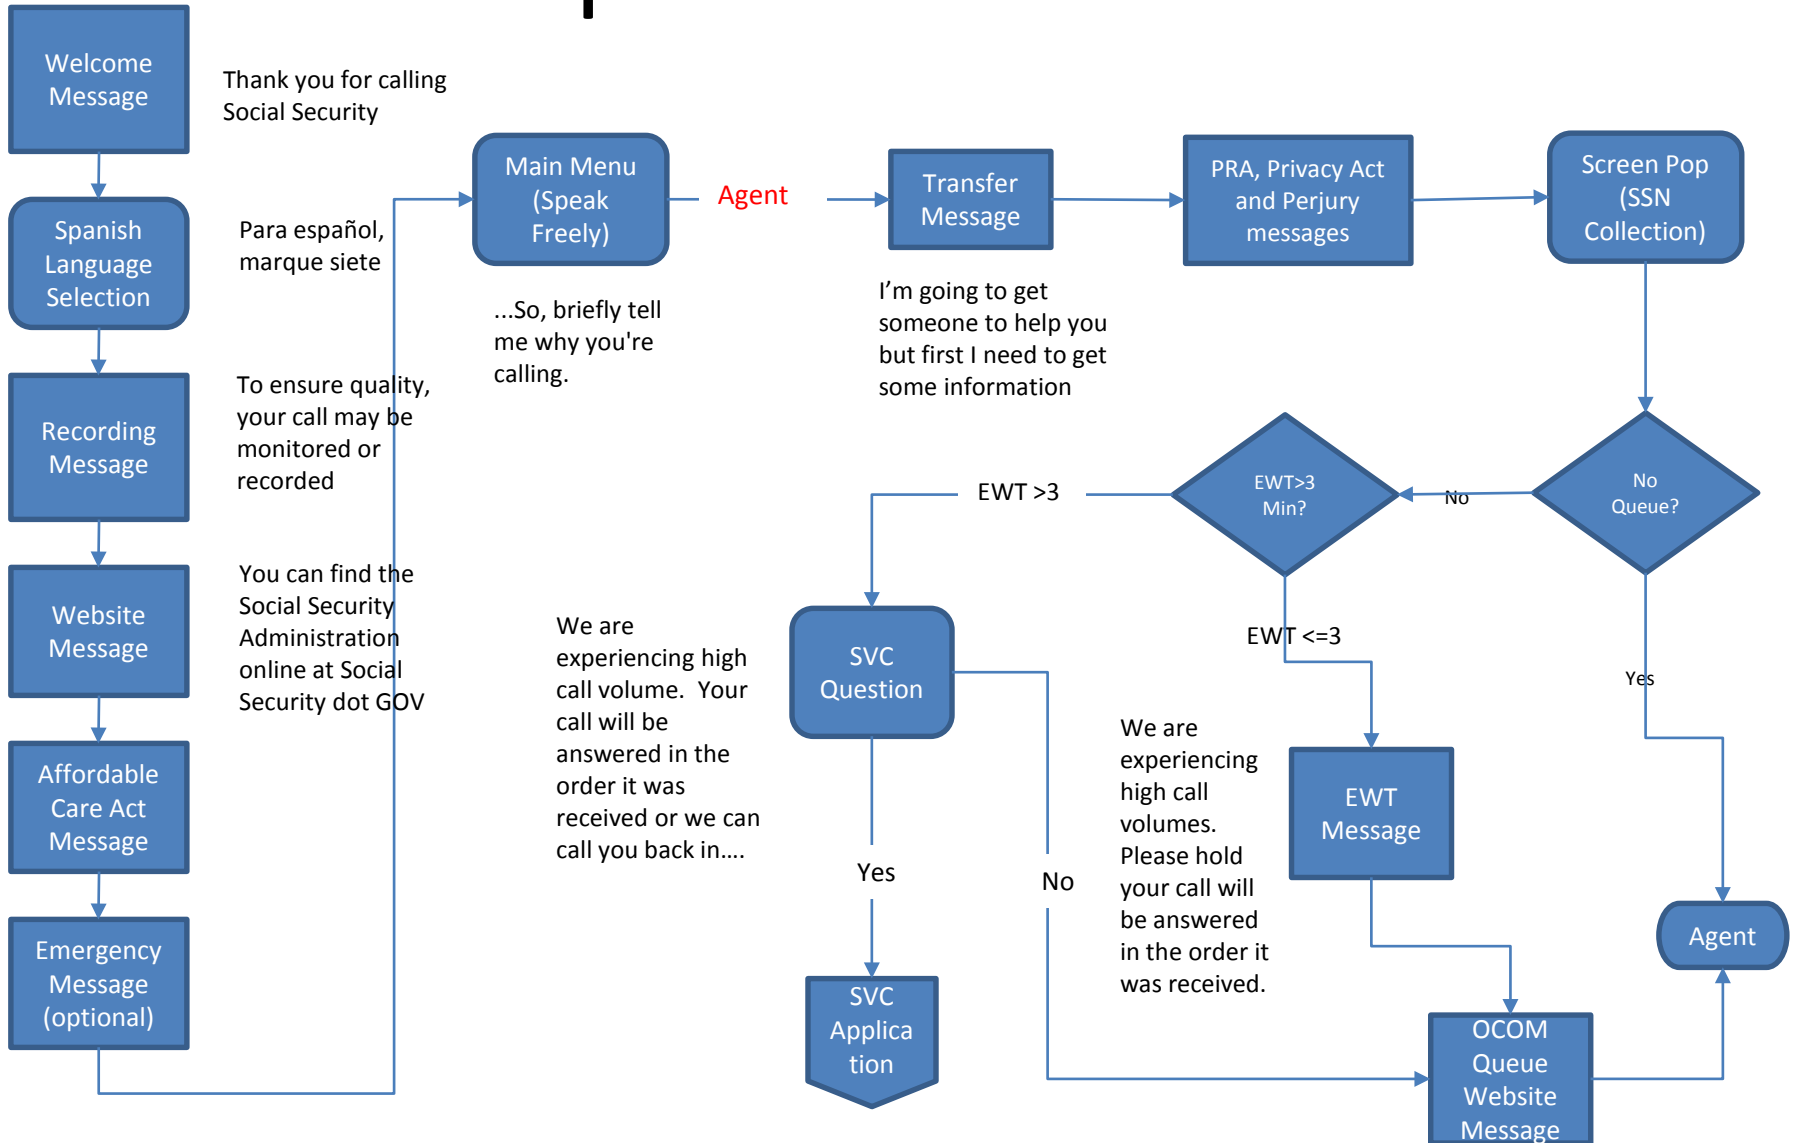 Welcome
Message
Thank you for calling
Social Security
Spanish
Language
Selection
Para español,
marque siete
Recording
Message
To ensure quality,
your call may be
monitored or
recorded
Website
Message
You can find the
Social Security
Administration
online at Social
Security dot GOV
Affordable
Care Act
Message
Emergency
Message
(optional)
Main Menu
(Speak
Freely)
...So, briefly tell
me why you're
calling.
Agent
Transfer
Message
I'm going to get
someone to help you
but first I need to get
some information
PRA, Privacy Act
and Perjury
messages
Screen Pop
(SSN
Collection)
No
Queue?
No
Yes
EWT>3
Min?
EWT >3
EWT <=3
SVC
Question
We are
experiencing high
call volume.  Your
call will be
answered in the
order it was
received or we can
call you back in....
Yes
No
SVC
Applica
tion
We are
experiencing
high call
volumes.
Please hold
your call will
be answered
in the order it
was received.
EWT
Message
OCOM
Queue
Website
Message
Agent